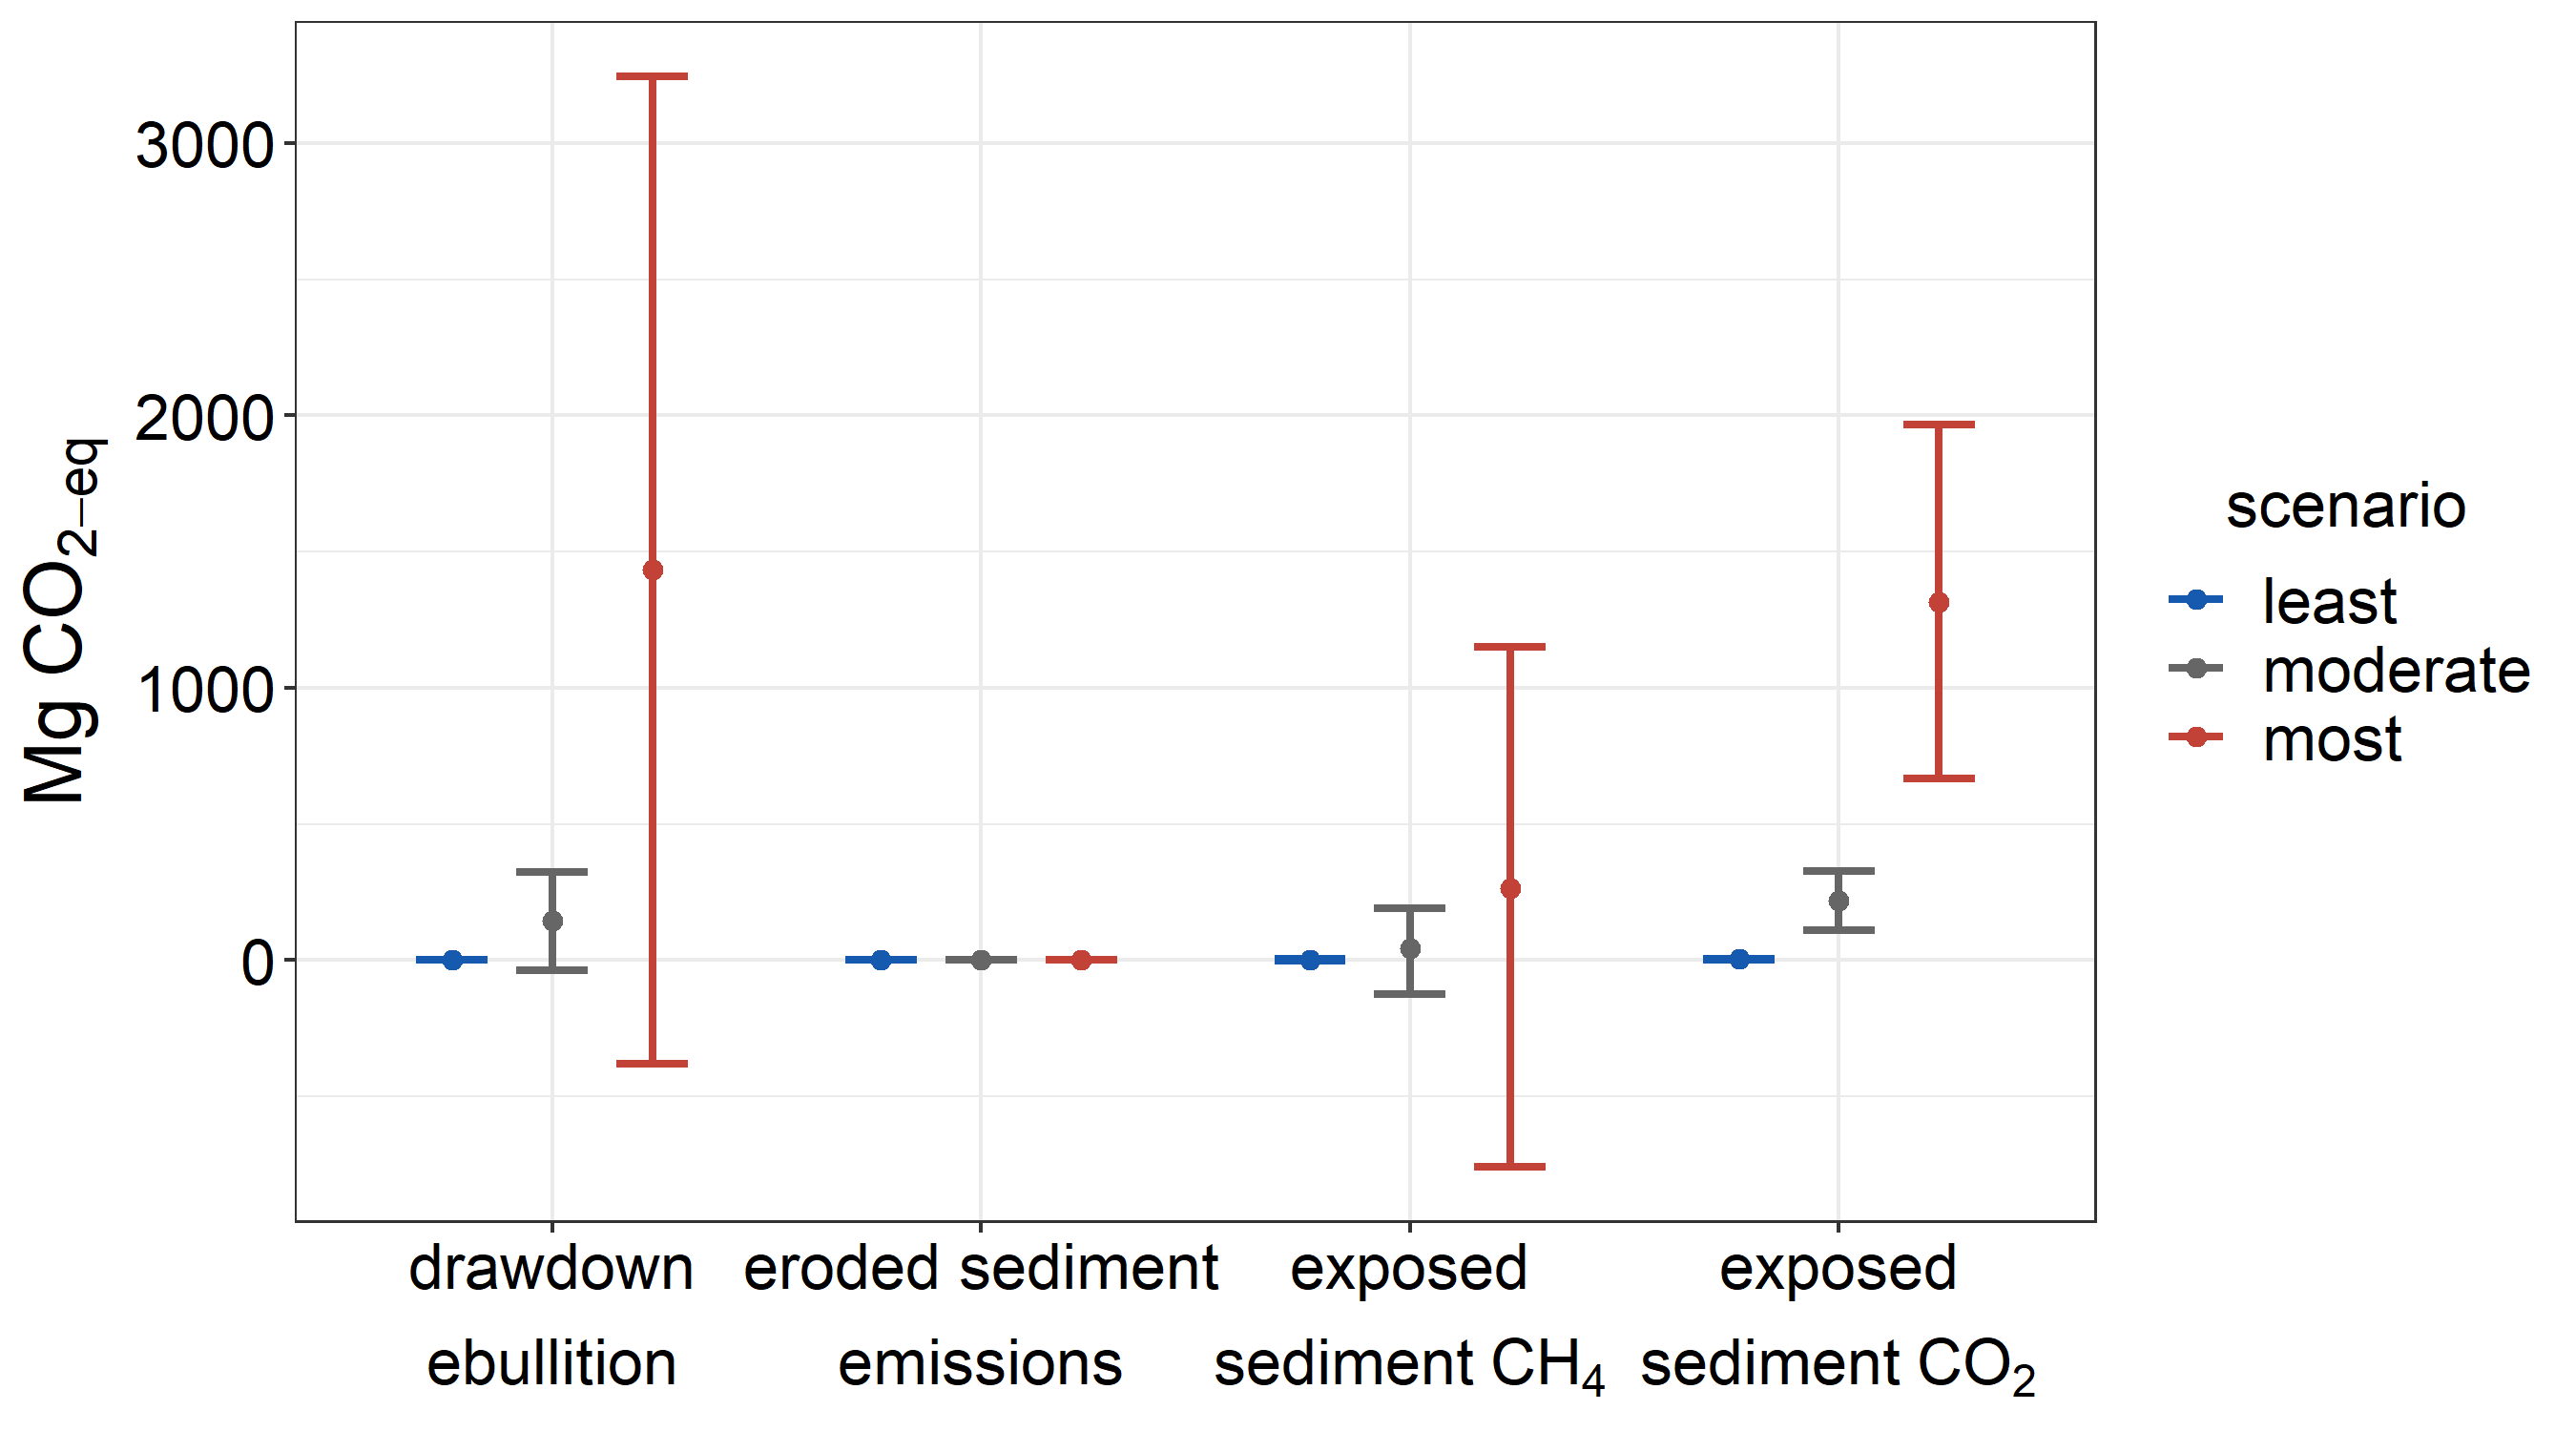 Mg CO₂₋eq
3000
2000
1000
0
drawdown
ebullition
eroded sediment
emissions
exposed
sediment CH₄
exposed
sediment CO₂
scenario
least
moderate
most